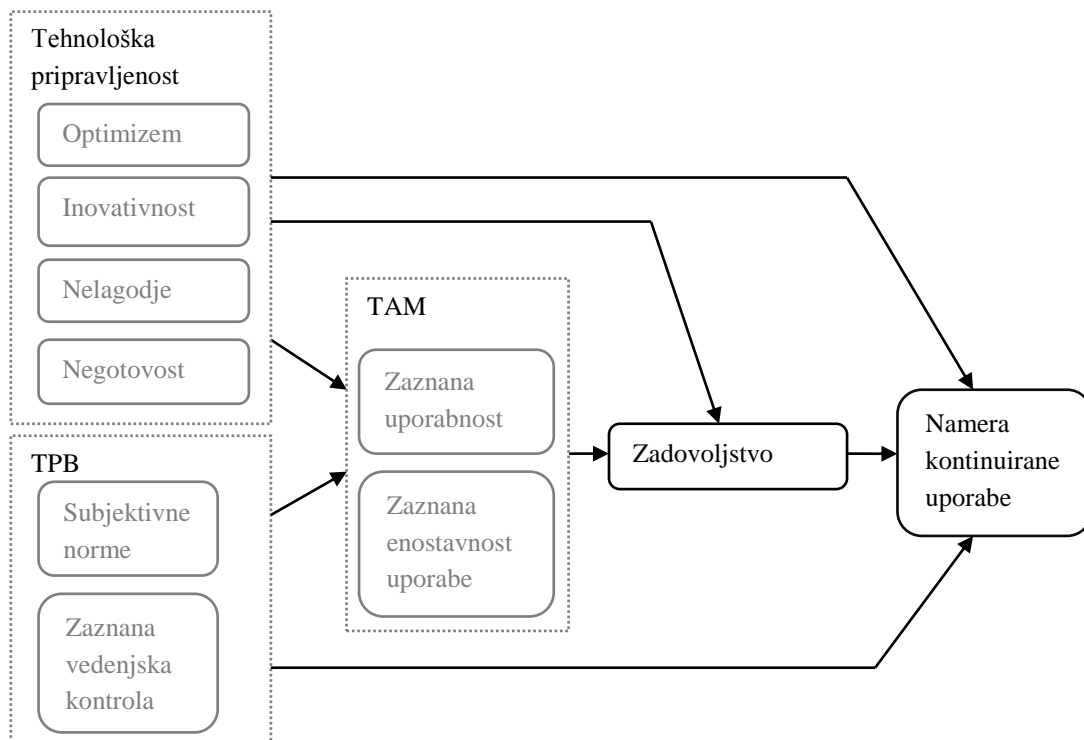 Tehnološka
pripravljenost
Optimizem
Inovativnost
Nelagodje
Negotovost
TPB
Subjektivne
norme
Zaznana
vedenjska
kontrola
TAM
Zaznana
uporabnost
Zaznana
enostavnost
uporabe
Zadovoljstvo
Namera
kontinuirane
uporabe